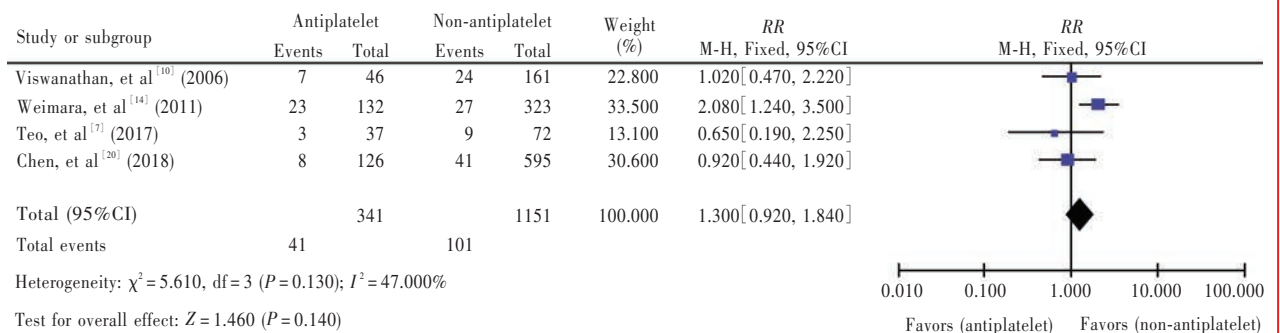 Study or subgroup Antiplatelet Non-antiplatelet Weight (%) RR M-H, Fixed, 95%CI RR M-H, Fixed, 95%CI
Events Total Events Total
Viswanathan, et al[10] (2006) 7 46 24 161 22.800 1.020[0.470, 2.220]
Weimara, et al[14] (2011) 23 132 27 323 33.500 2.080[1.240, 3.500]
Teo, et al[7] (2017) 3 37 9 72 13.100 0.650[0.190, 2.250]
Chen, et al[20] (2018) 8 126 41 595 30.600 0.920[0.440, 1.920]
Total (95%CI) 341 1151 100.000 1.300[0.920, 1.840]
Total events 41 101
Heterogeneity: χ²=5.610, df=3 (P=0.130); I²=47.000%
Test for overall effect: Z=1.460 (P=0.140)
0.010 0.100 1.000 10.000 100.000
Favors (antiplatelet) Favors (non-antiplatelet)